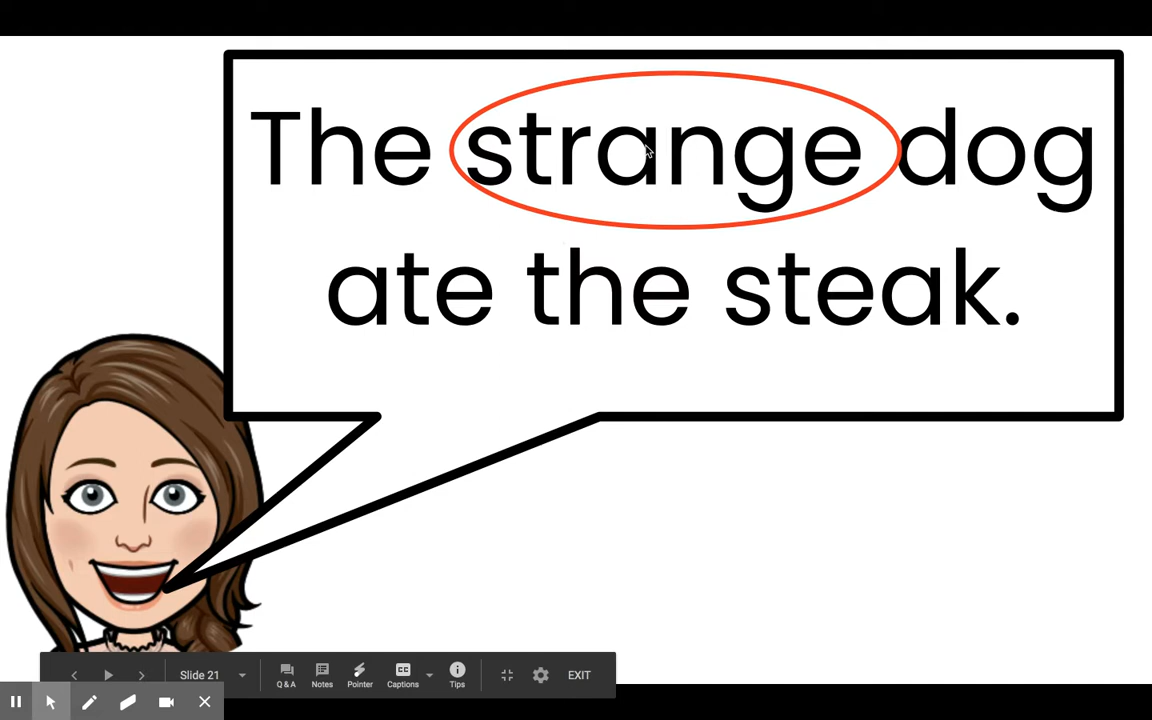 The strange dog
ate the steak.
Slide 21
Q & A
Notes
Pointer
Captions
Tips
EXIT